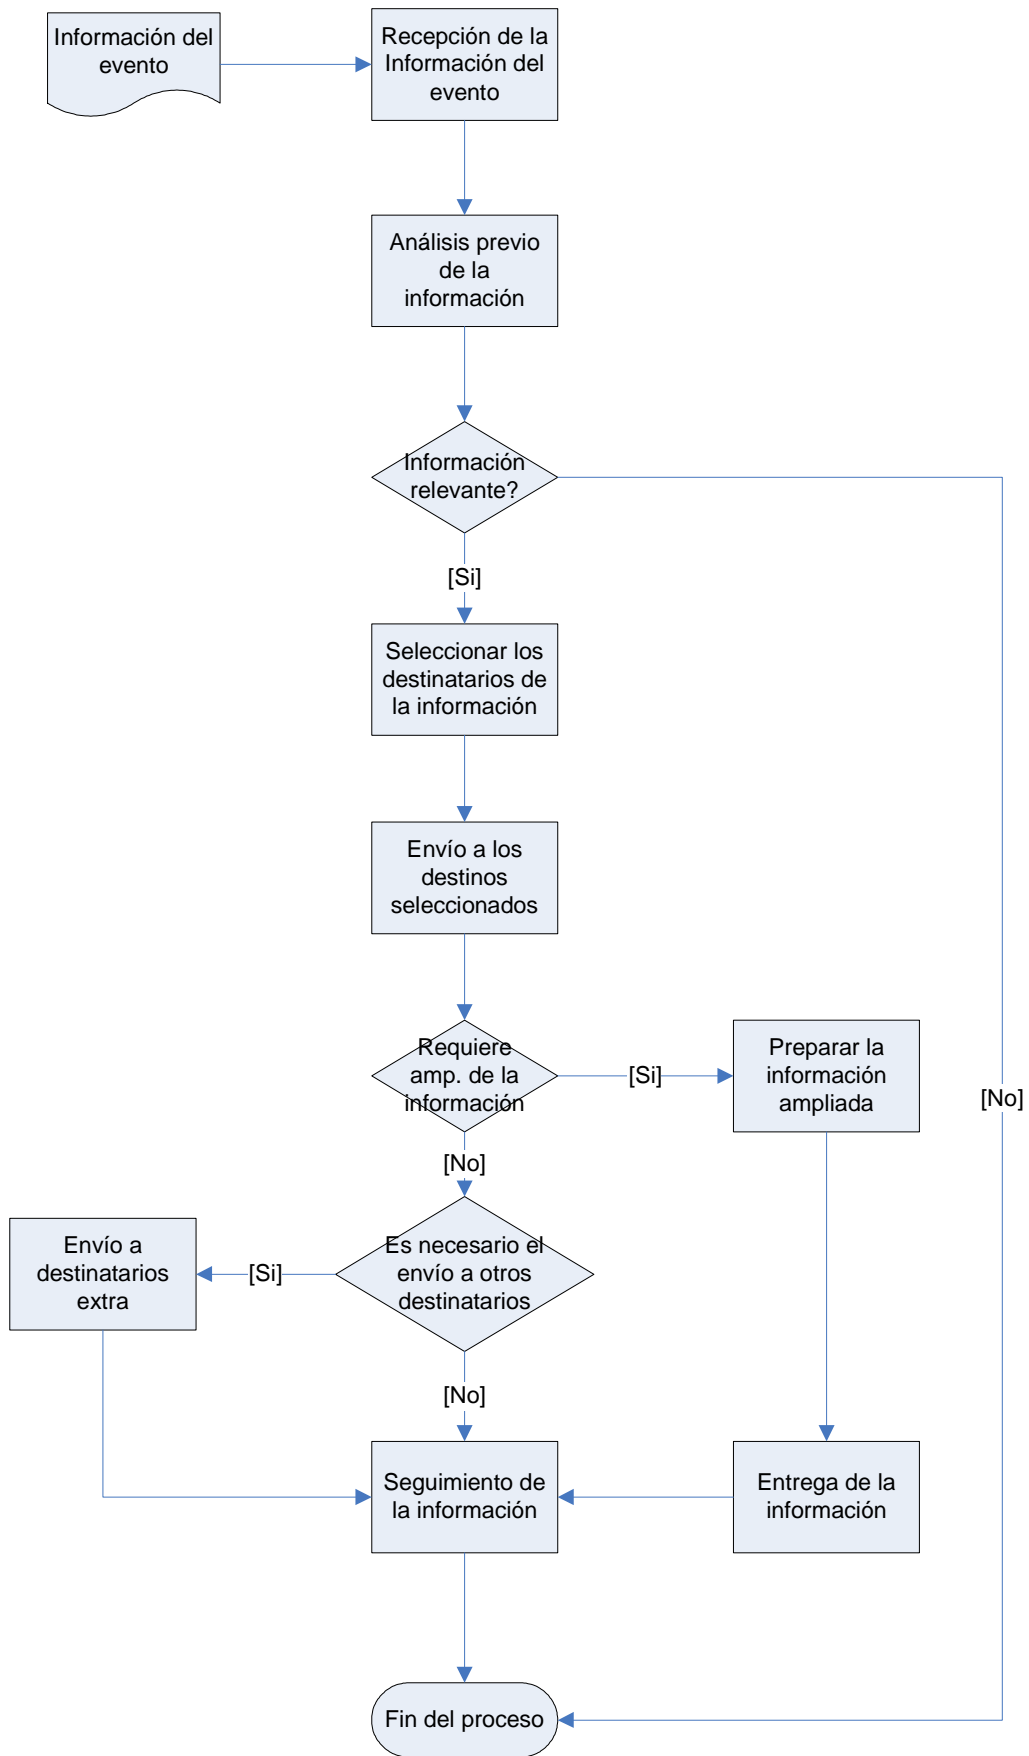 Información del
evento
Recepción de la
Información del
evento
Análisis previo
de la
información
Información
relevante?
[Si]
Seleccionar los
destinatarios de
la información
Envío a los
destinos
seleccionados
Requiere
amp. de la
información
[Si]
Preparar la
información
ampliada
[No]
[No]
Es necesario el
envío a otros
destinatarios
[Si]
Envío a
destinatarios
extra
[No]
Seguimiento de
la información
Entrega de la
información
Fin del proceso